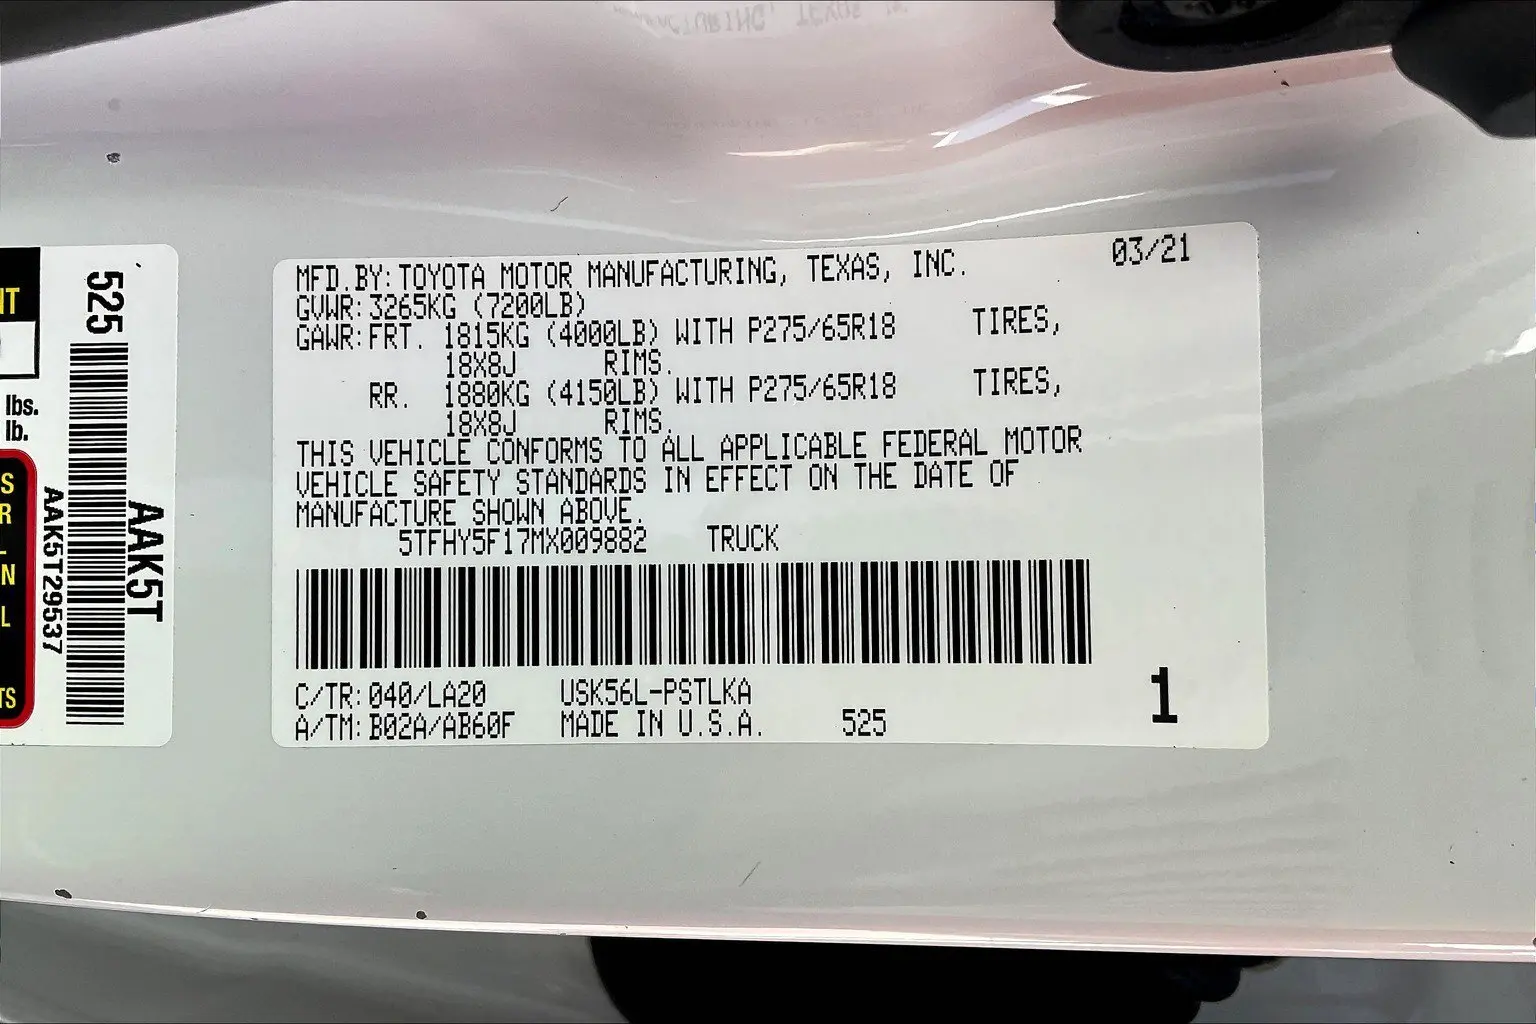 MFD.BY:TOYOTA MOTOR MANUFACTURING, TEXAS, INC. 03/21
GVWR:3265KG (7200LB)
GAWR:FRT. 1815KG (4000LB) WITH P275/65R18 TIRES,
18X8J RIMS.
RR. 1880KG (4150LB) WITH P275/65R18 TIRES,
18X8J RIMS.
THIS VEHICLE CONFORMS TO ALL APPLICABLE FEDERAL MOTOR
VEHICLE SAFETY STANDARDS IN EFFECT ON THE DATE OF
MANUFACTURE SHOWN ABOVE.
5TFHY5F17MX009882 TRUCK
C/TR:040/LA20 USK56L-PSTLKA
A/TM:B02A/AB60F MADE IN U.S.A. 525
1
525
AAK5T
AAK5T29537
lbs.
lb.